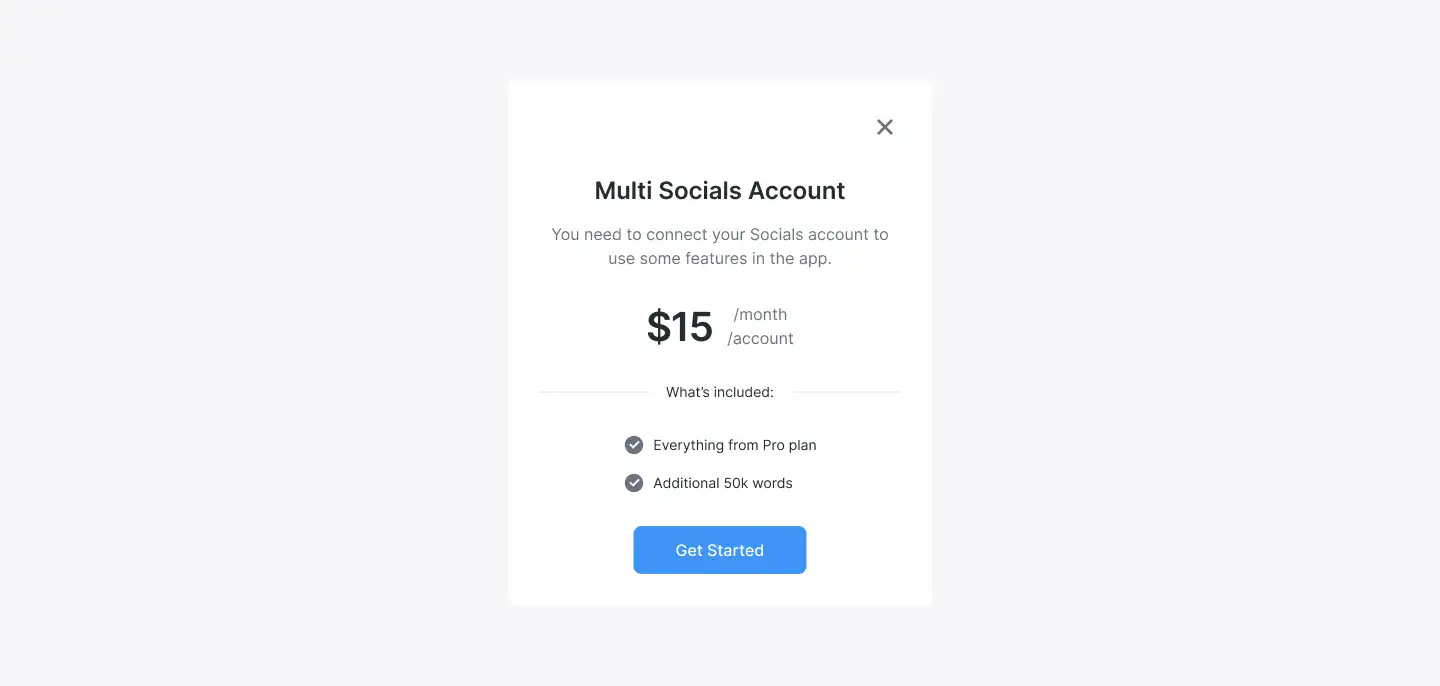 Multi Socials Account
You need to connect your Socials account to
use some features in the app.
$15
/month
/account
What’s included:
Everything from Pro plan
Additional 50k words
Get Started